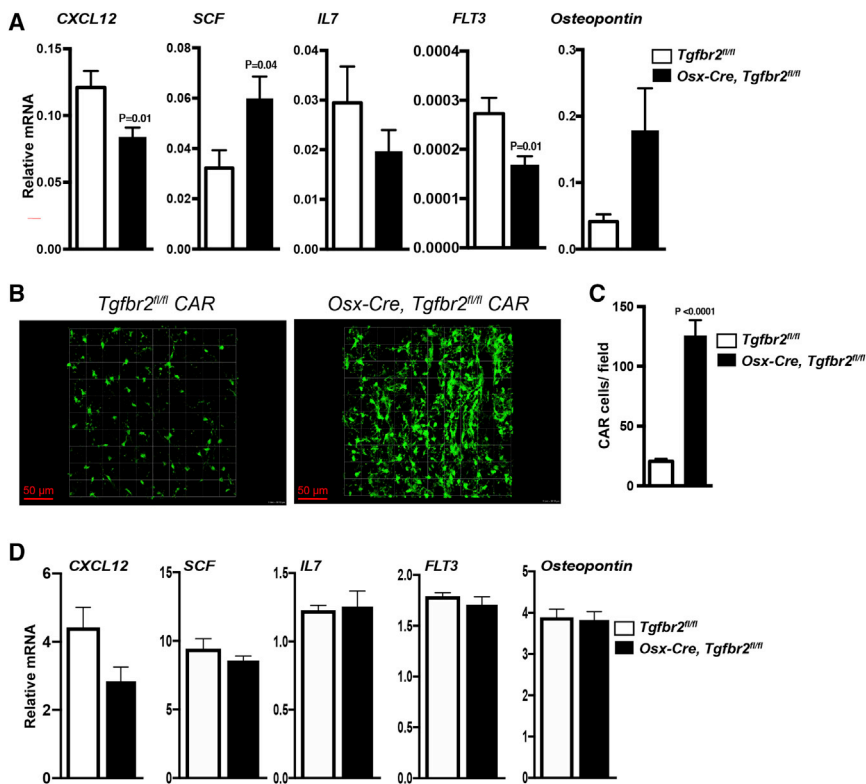 A
CXCL12
SCF
IL7
FLT3
Osteopontin
Relative mRNA
0.15
0.10
0.05
0.00
P=0.01
0.08
0.06
0.04
0.02
0.00
P=0.04
0.04
0.03
0.02
0.01
0.00
0.0004
0.0003
0.0002
0.0001
0.0000
P=0.01
0.3
0.2
0.1
0.0
Tgfbr2fl/fl
Osx-Cre, Tgfbr2fl/fl
B
Tgfbr2fl/fl CAR
Osx-Cre, Tgfbr2fl/fl CAR
50 µm
50 µm
C
CAR cells/ field
150
100
50
0
P <0.0001
Tgfbr2fl/fl
Osx-Cre, Tgfbr2fl/fl
D
CXCL12
SCF
IL7
FLT3
Osteopontin
Relative mRNA
6
4
2
0
15
10
5
0
2.0
1.5
1.0
0.5
0.0
2.0
1.5
1.0
0.5
0.0
5
4
3
2
1
0
Tgfbr2fl/fl
Osx-Cre, Tgfbr2fl/fl